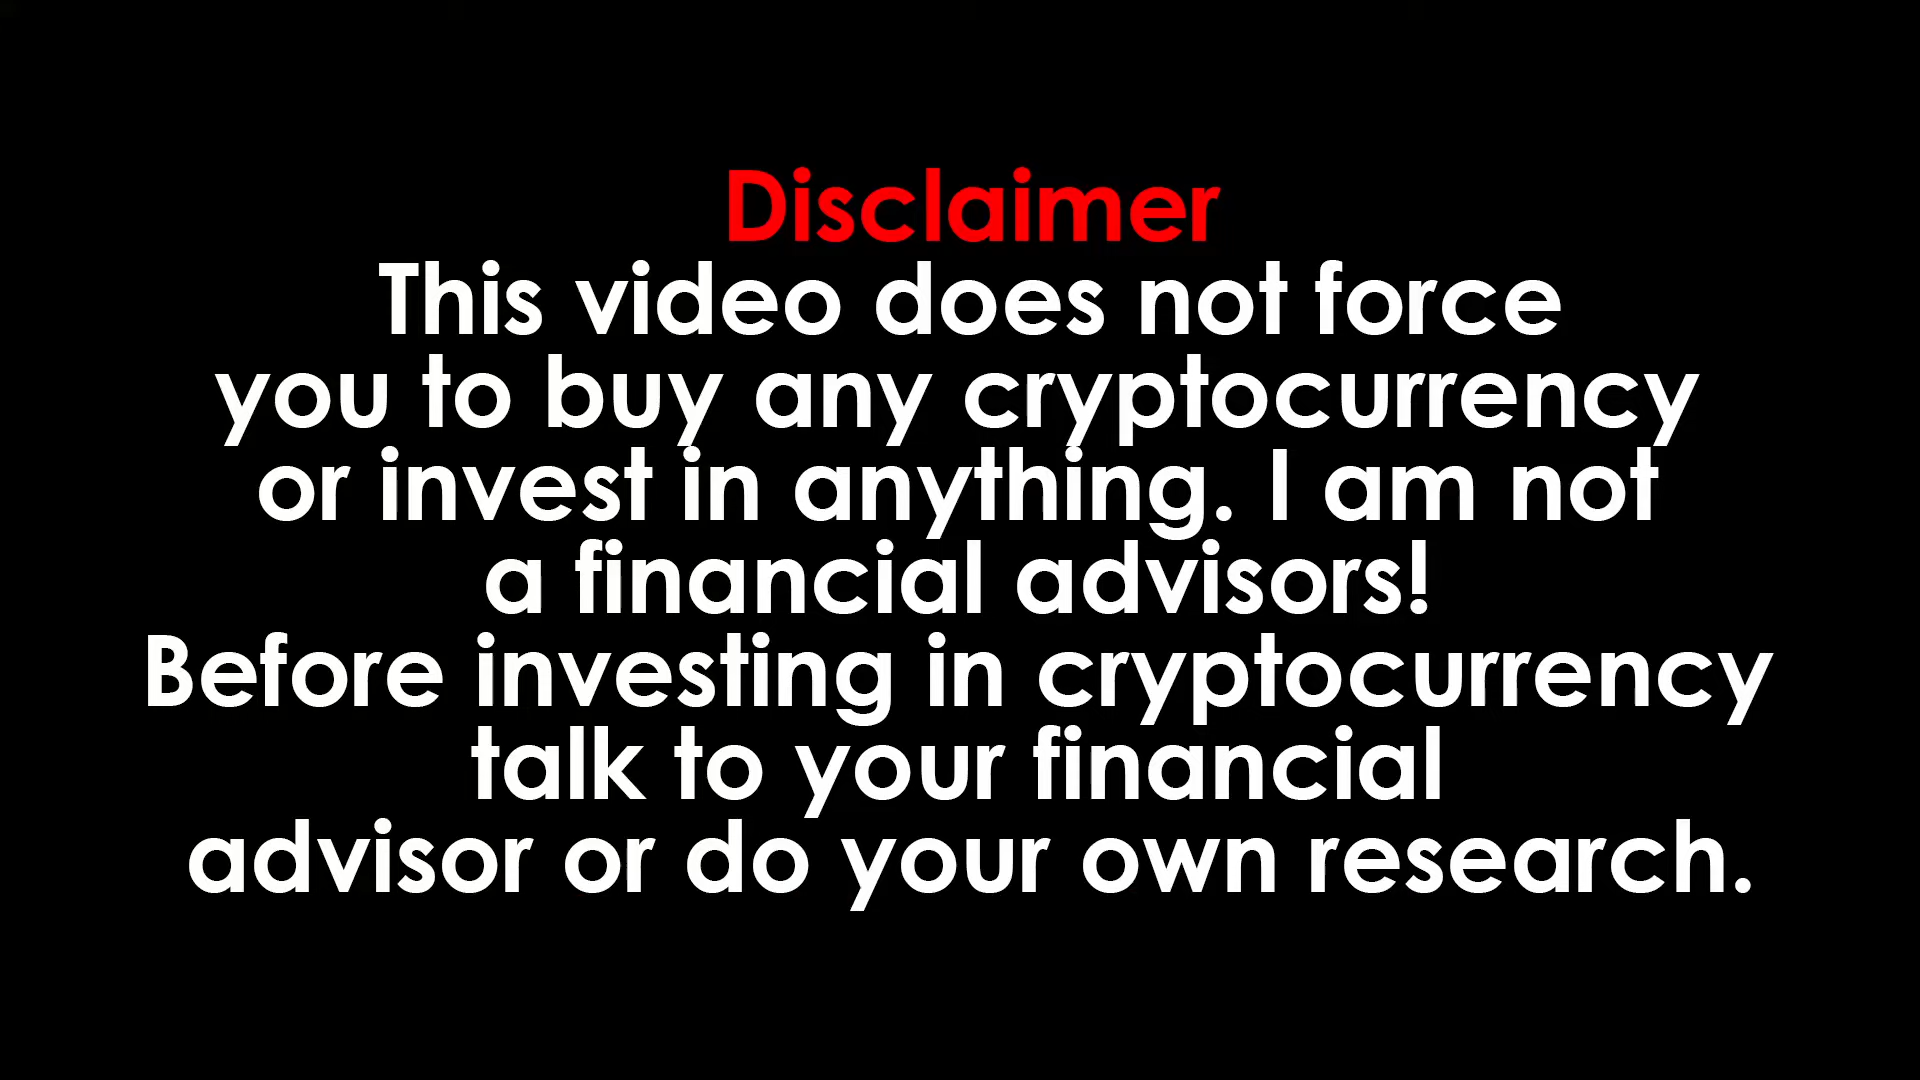 Disclaimer
This video does not force
you to buy any cryptocurrency
or invest in anything. I am not
a financial advisors!
Before investing in cryptocurrency
talk to your financial
advisor or do your own research.